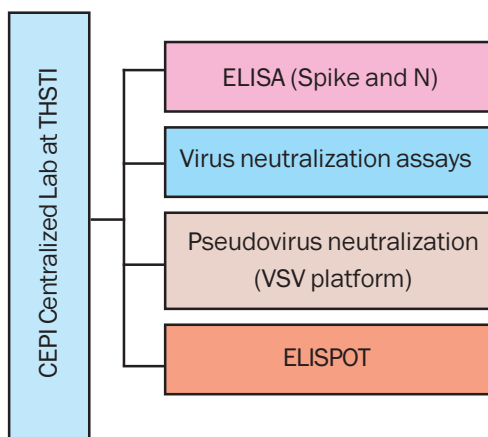 CEPI Centralized Lab at THSTI
ELISA (Spike and N)
Virus neutralization assays
Pseudovirus neutralization
(VSV platform)
ELISPOT